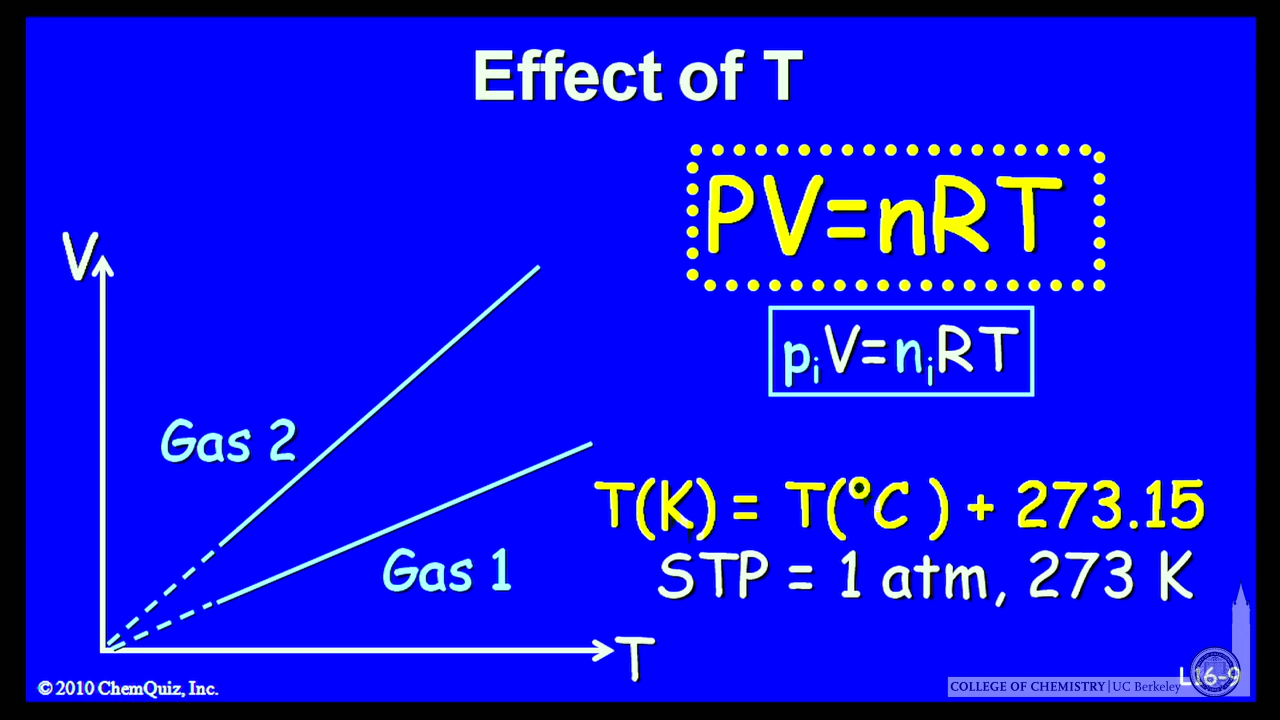 Effect of T
PV=nRT
pᵢV=nᵢRT
V
Gas 2
Gas 1
T(K) = T(°C ) + 273.15
STP = 1 atm, 273 K
T
© 2010 ChemQuiz, Inc.
L16-9
COLLEGE OF CHEMISTRY | UC Berkeley